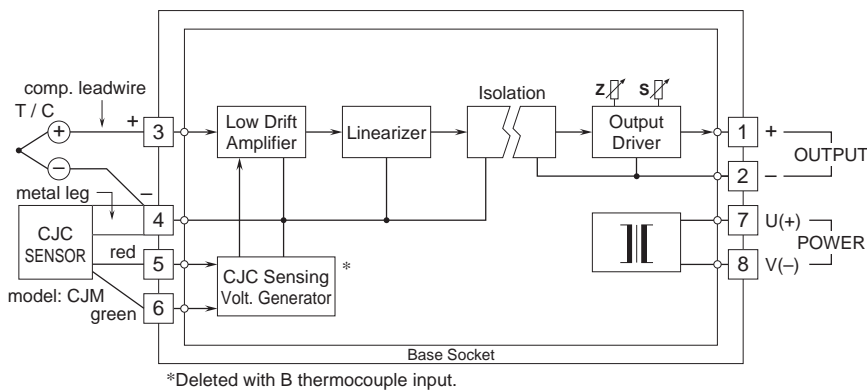 comp. leadwire
T / C
+
−
+
−
metal leg
CJC
SENSOR
red
model: CJM
green
3
4
5
6
Low Drift
Amplifier
Linearizer
Isolation
Z
S
Output
Driver
CJC Sensing
Volt. Generator
*
1
+
2
–
OUTPUT
7
U(+)
8
V(–)
POWER
Base Socket
*Deleted with B thermocouple input.